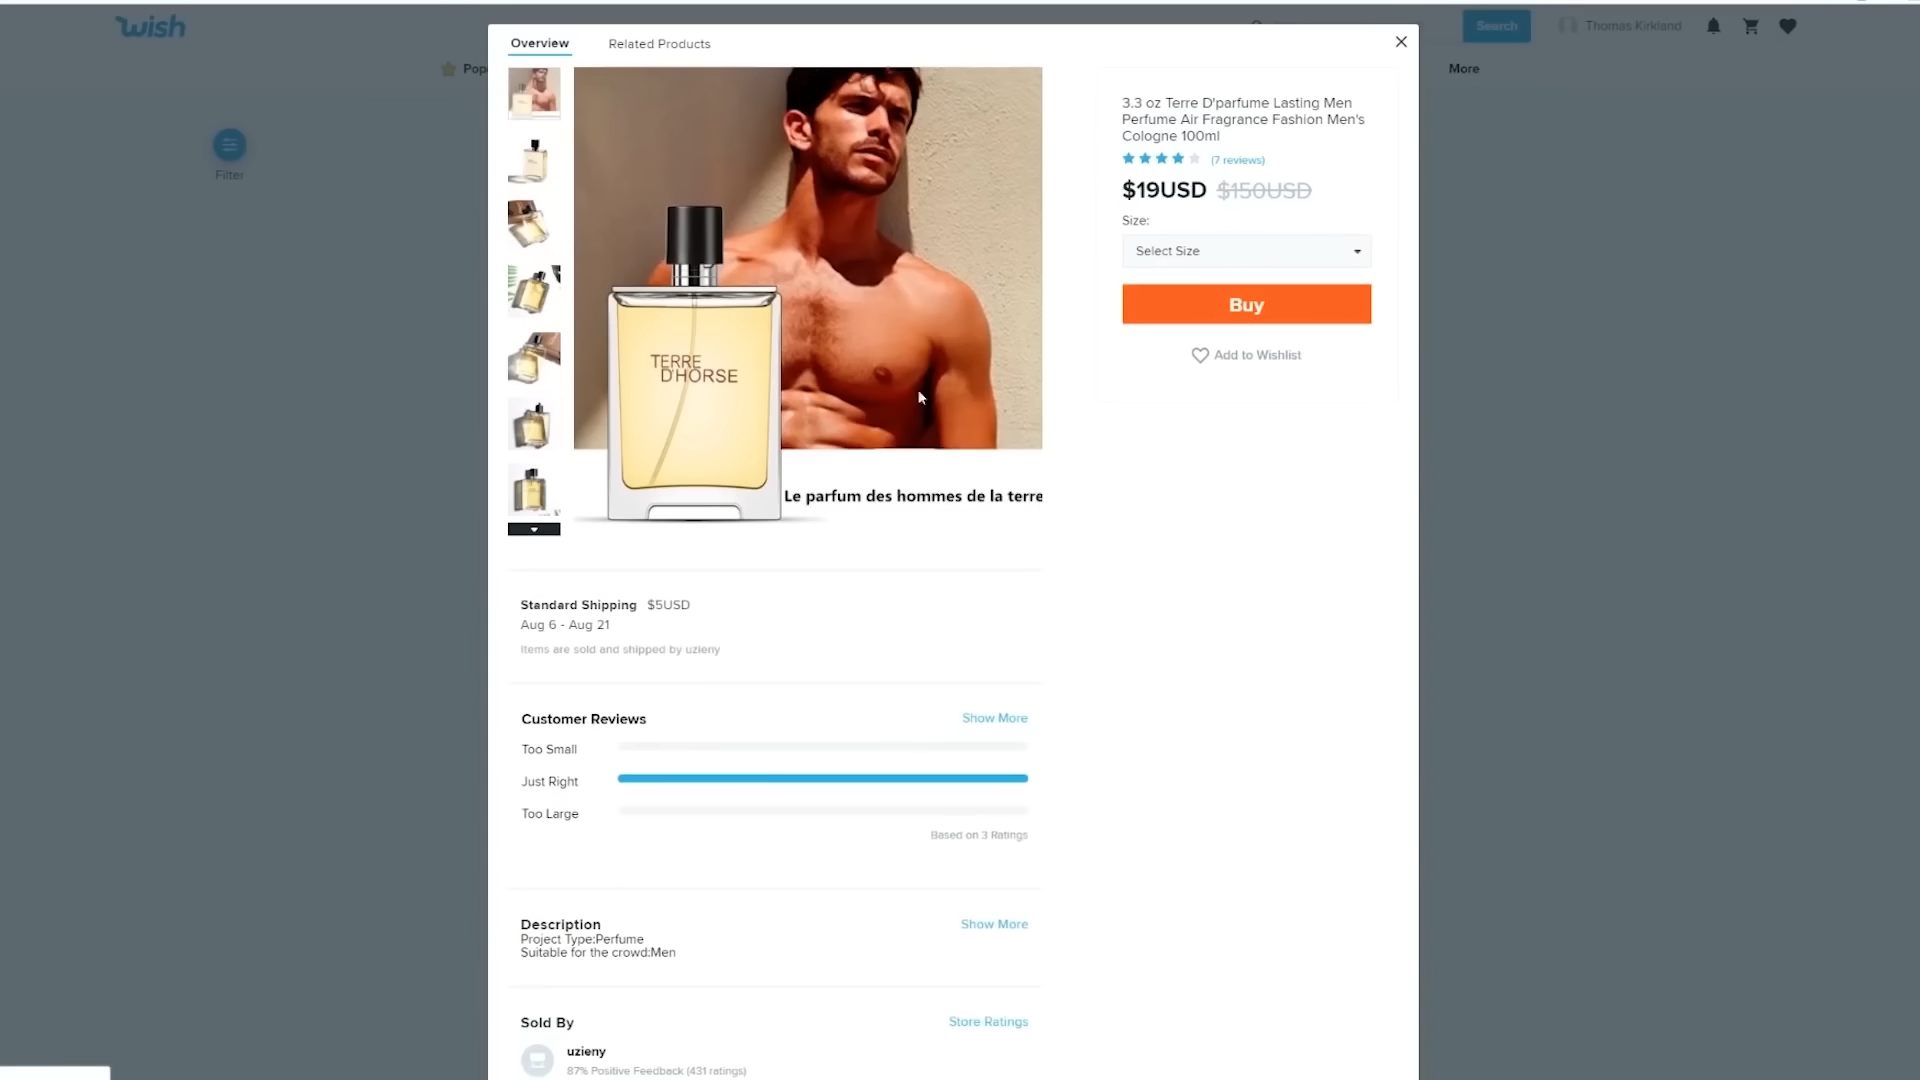 wish
Search
Thomas Kirkland
Overview
Related Products
Pop
More
Filter
3.3 oz Terre D'parfume Lasting Men
Perfume Air Fragrance Fashion Men's
Cologne 100ml
(7 reviews)
$19USD $150USD
Size:
Select Size
Buy
Add to Wishlist
TERRE
D'HORSE
Le parfum des hommes de la terre
Standard Shipping $5USD
Aug 6 - Aug 21
Items are sold and shipped by uzieny
Customer Reviews
Show More
Too Small
Just Right
Too Large
Based on 3 Ratings
Description
Show More
Project Type:Perfume
Suitable for the crowd:Men
Sold By
Store Ratings
uzieny
87% Positive Feedback (431 ratings)